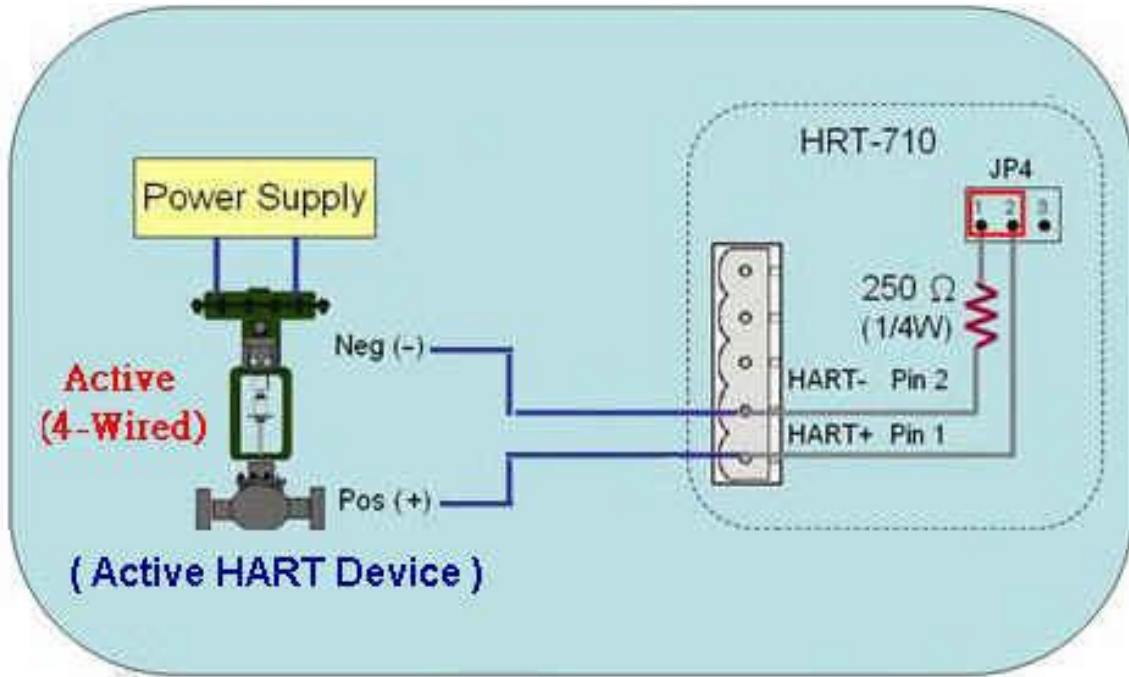 HRT-710
JP4
1 2 3
Power Supply
250 Ω
(1/4W)
Neg (-)
Active
(4-Wired)
HART- Pin 2
HART+ Pin 1
Pos (+)
( Active HART Device )